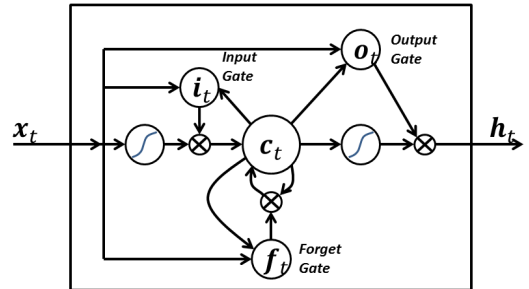 Input
Gate
Output
Gate
o_t
i_t
x_t
c_t
h_t
f_t
Forget
Gate